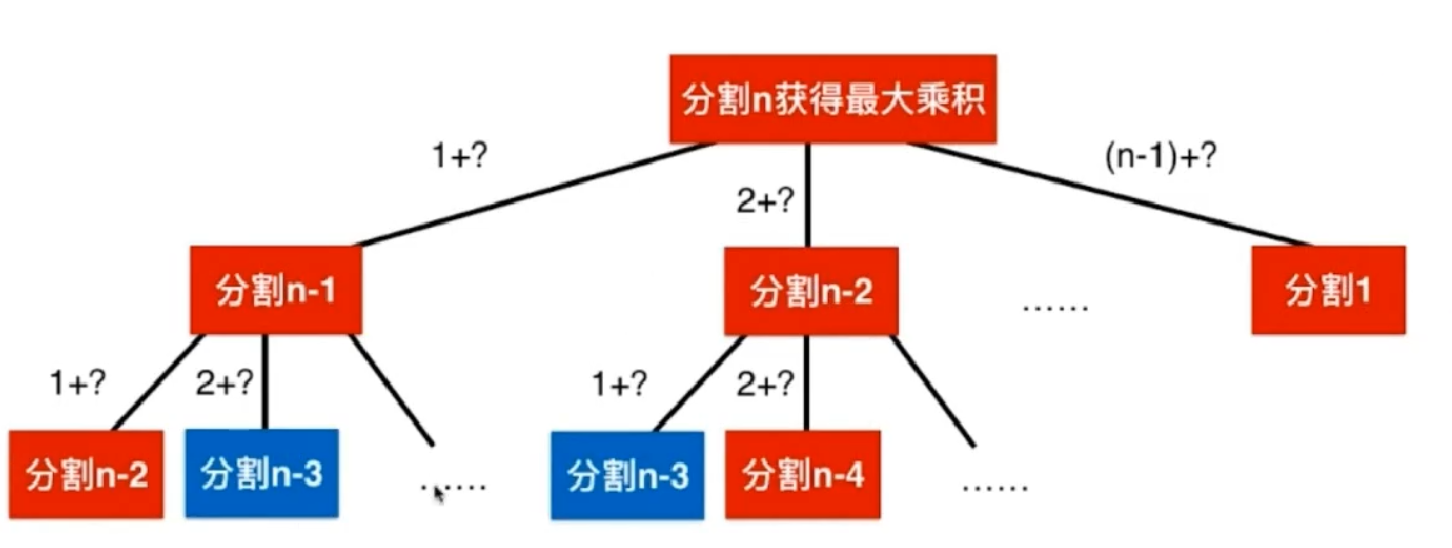 分割n获得最大乘积
1+?
2+?
(n-1)+?
分割n-1
分割n-2
......
分割1
1+?
2+?
1+?
2+?
分割n-2
分割n-3
......
分割n-3
分割n-4
......